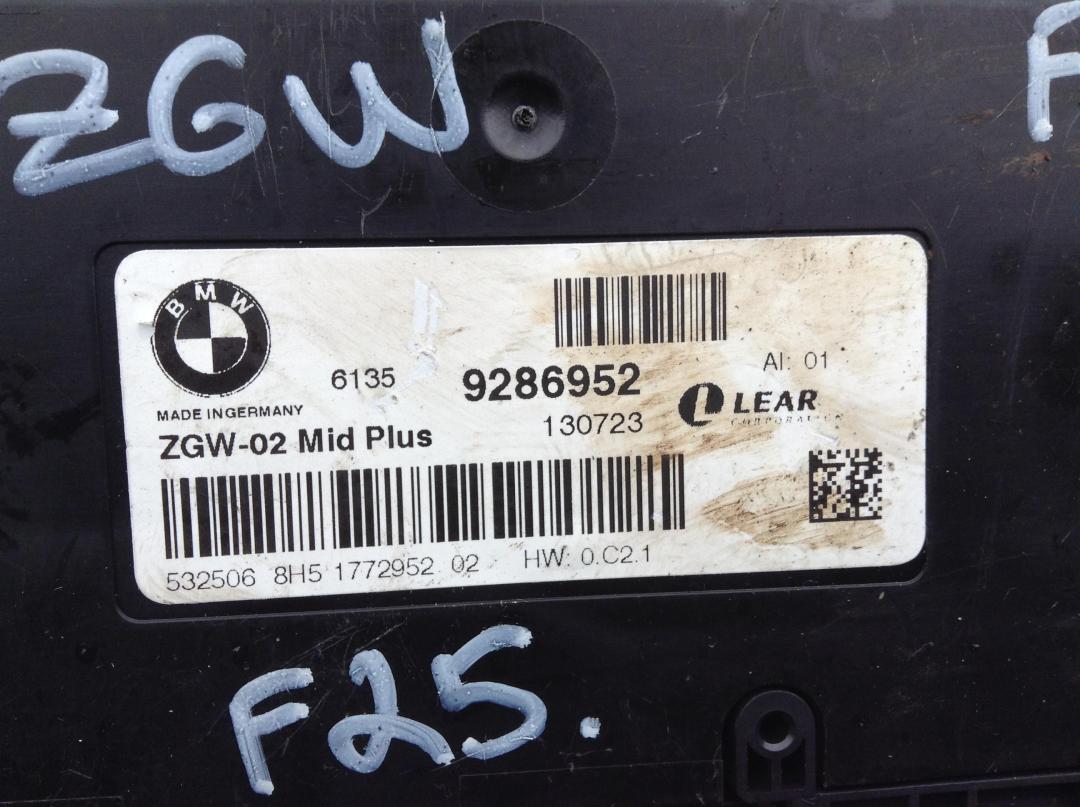 ZGW
F
BMW
AI: 01
6135 9286952
LEAR
CORPORATION
MADE INGERMANY
130723
ZGW-02 Mid Plus
532506 8H5 1772952 02 HW: 0.C2.1
F25.